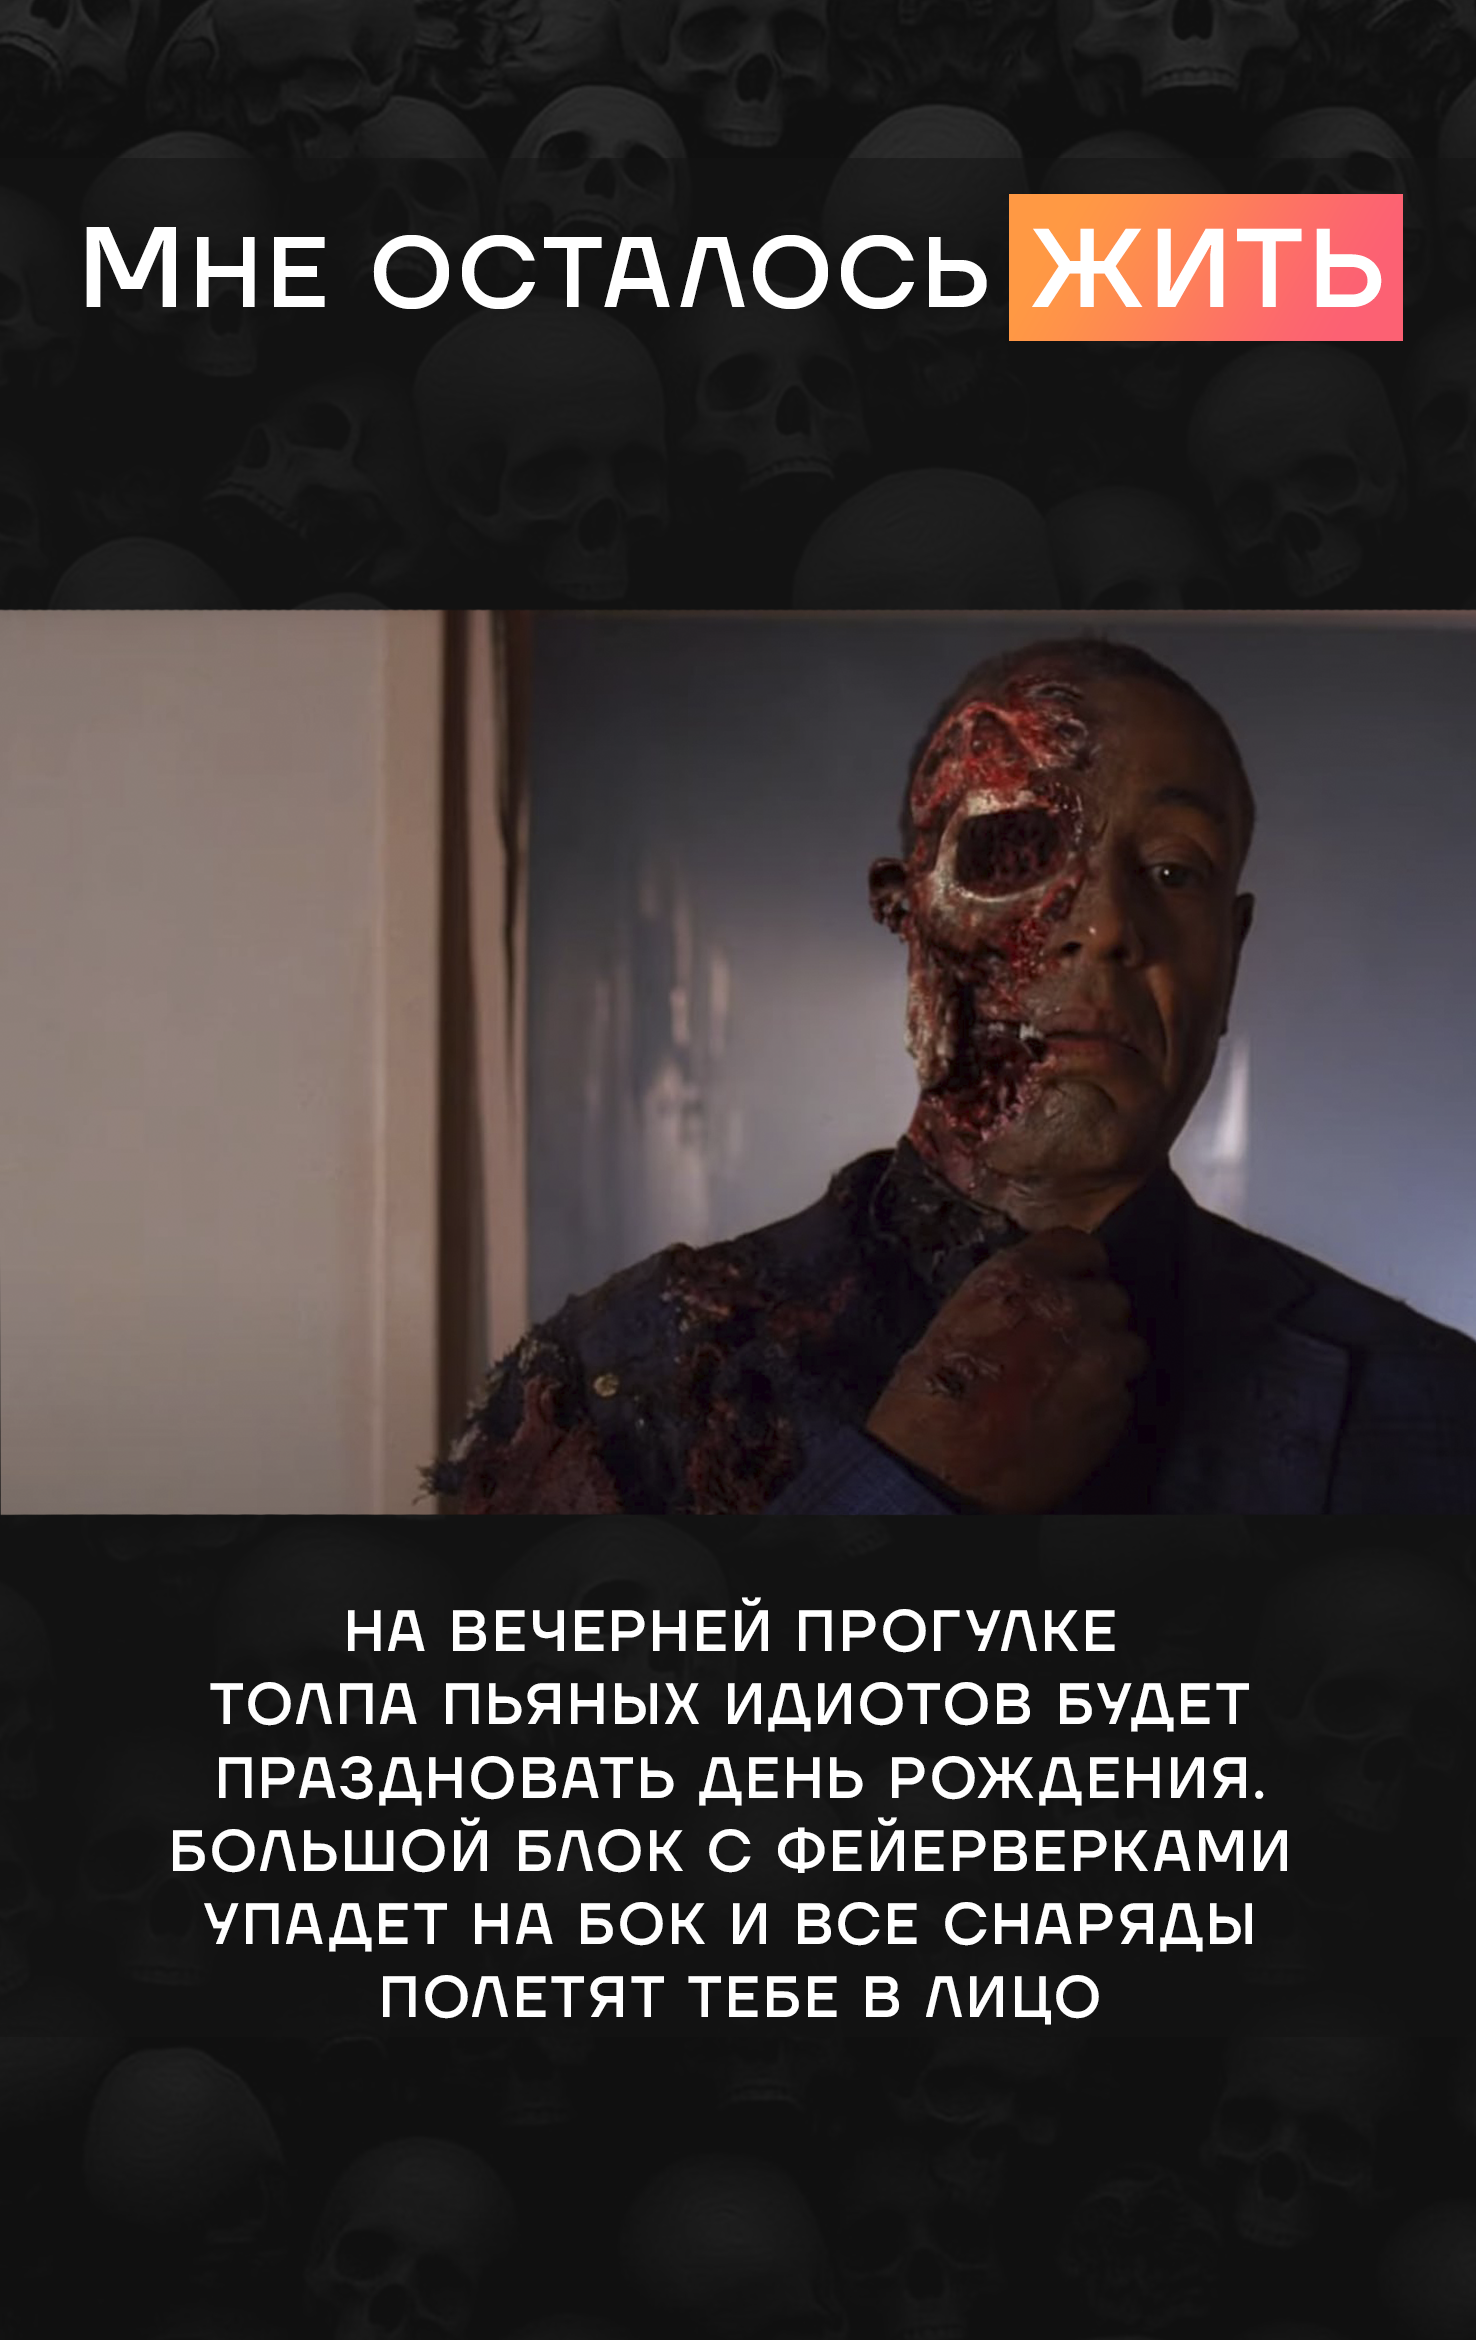 Мне осталось жить
на вечерней прогулке
толпа пьяных идиотов будет
праздновать день рождения.
большой блок с фейерверками
упадет на бок и все снаряды
полетят тебе в лицо